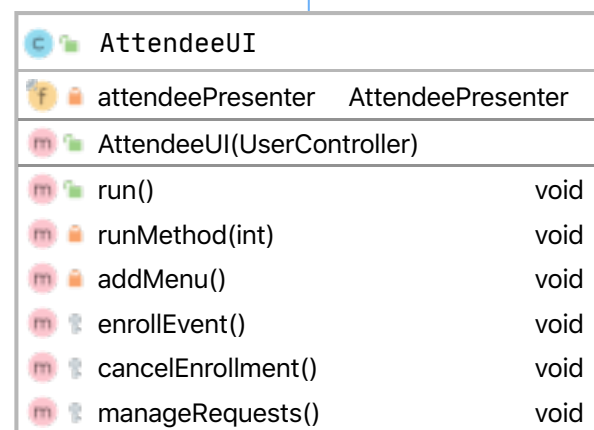 c AttendeeUI
f attendeePresenter AttendeePresenter
m AttendeeUI(UserController)
m run() void
m runMethod(int) void
m addMenu() void
m enrollEvent() void
m cancelEnrollment() void
m manageRequests() void